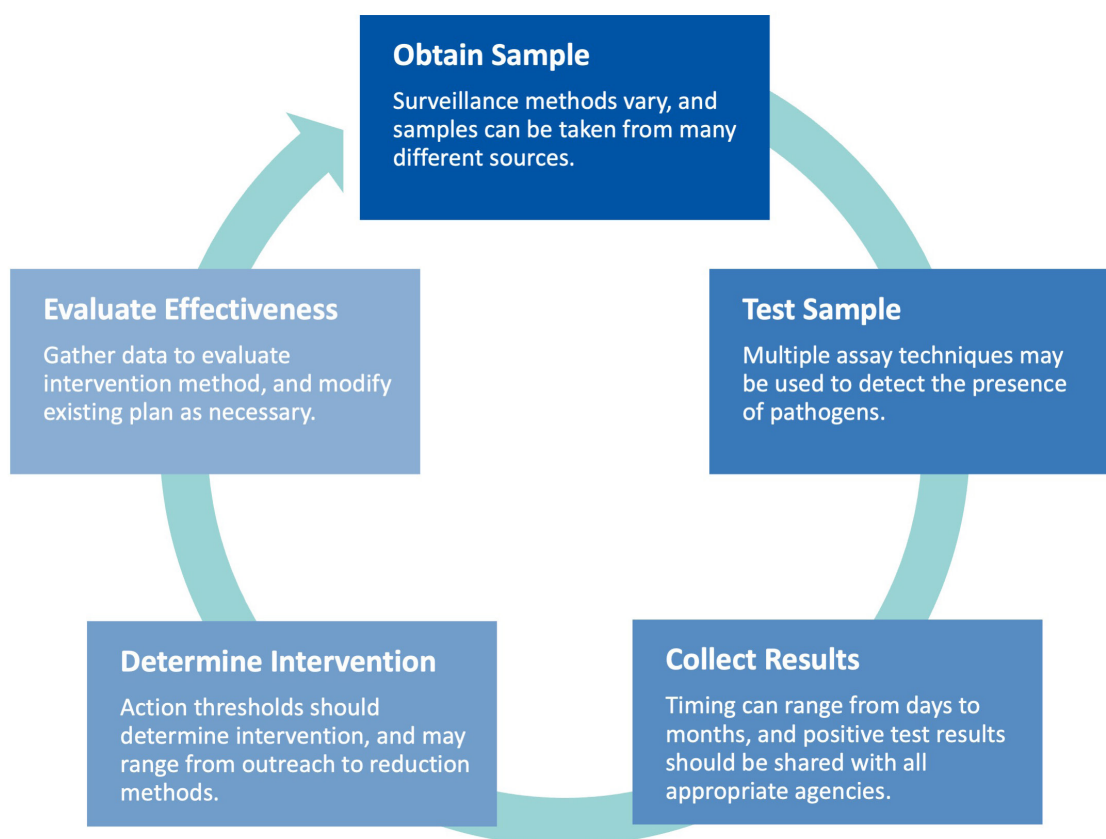 Obtain Sample
Surveillance methods vary, and
samples can be taken from many
different sources.
Test Sample
Multiple assay techniques may
be used to detect the presence
of pathogens.
Collect Results
Timing can range from days to
months, and positive test results
should be shared with all
appropriate agencies.
Determine Intervention
Action thresholds should
determine intervention, and may
range from outreach to reduction
methods.
Evaluate Effectiveness
Gather data to evaluate
intervention method, and modify
existing plan as necessary.